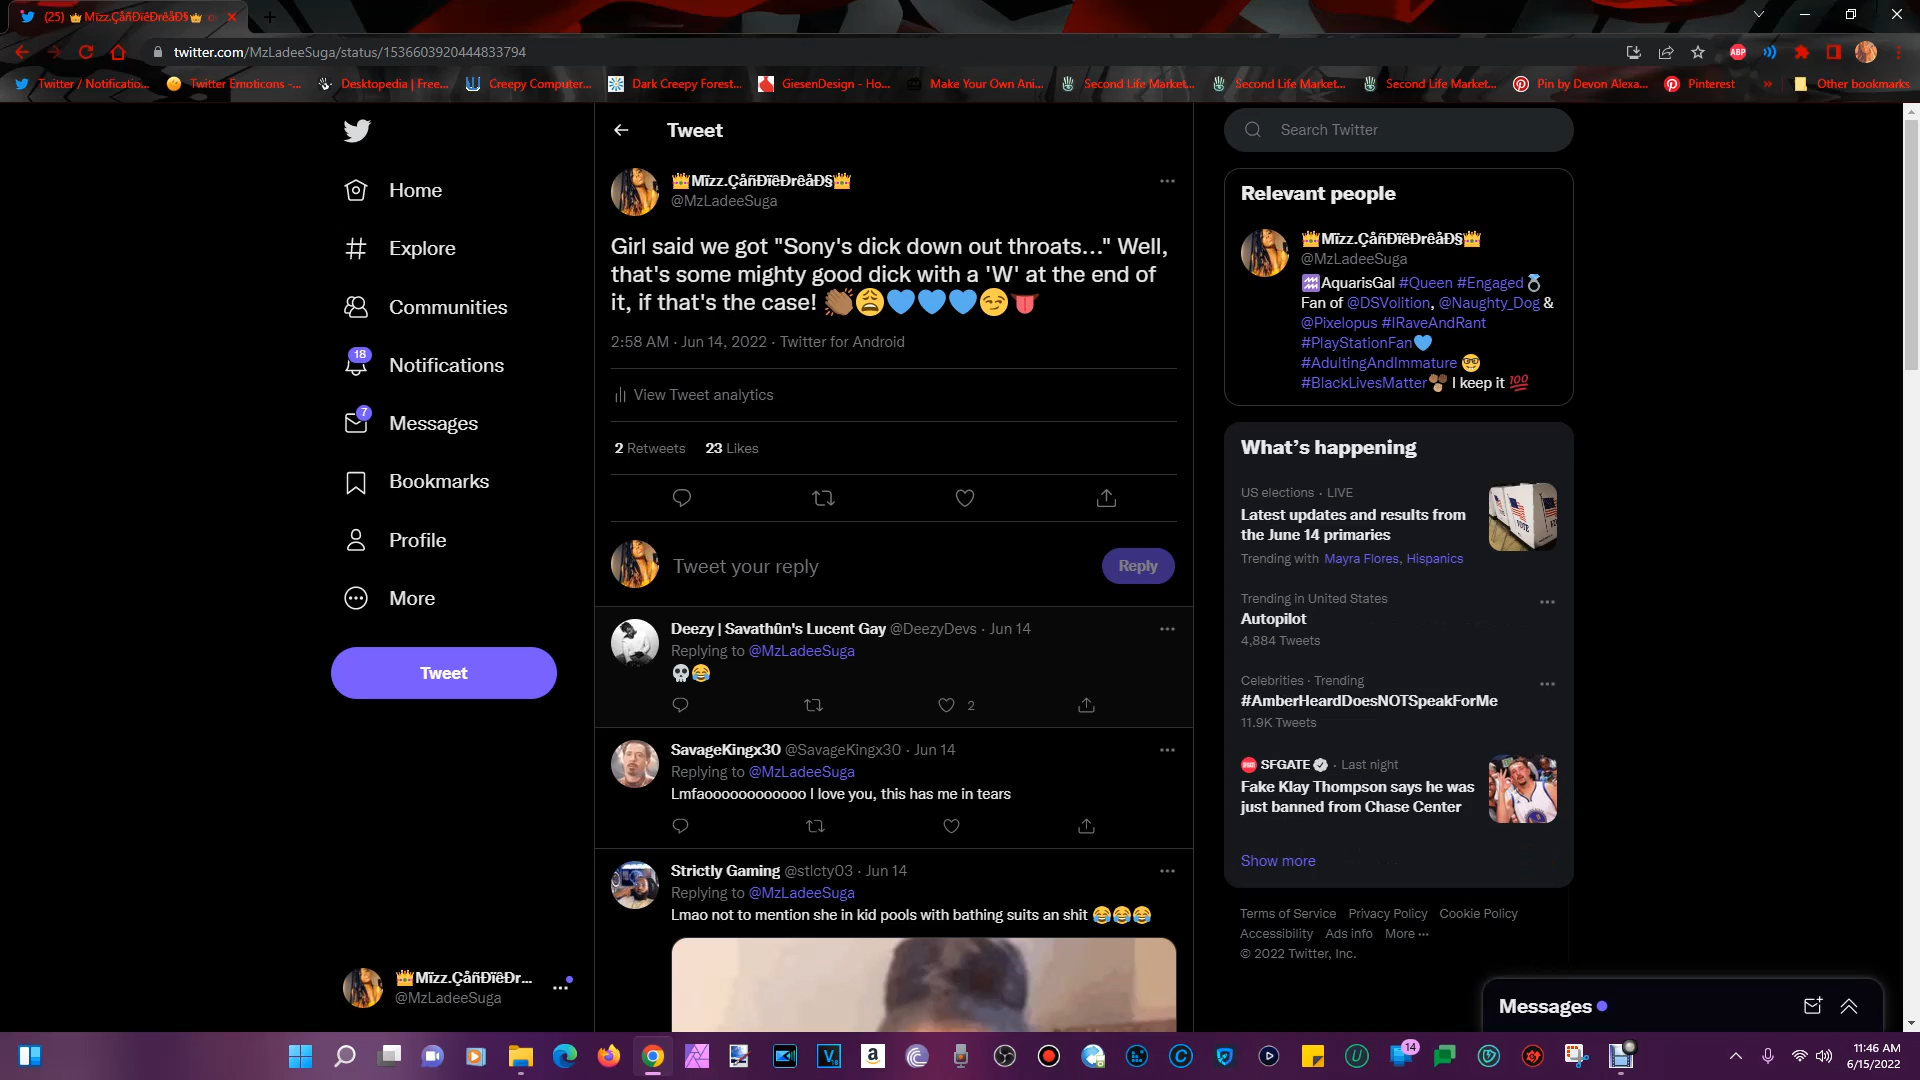 (25) 👑Mïzz.ÇåñÐïêÐrêåÐ§👑
twitter.com/MzLadeeSuga/status/1536603920444833794
ABP
Twitter / Notificatio...
Twitter Emoticons -...
Desktopedia | Free...
Creepy Computer...
Dark Creepy Forest...
GiesenDesign - Ho...
Make Your Own Ani...
Second Life Market...
Second Life Market...
Second Life Market...
Pin by Devon Alexa...
Pinterest
»
Other bookmarks
Home
Explore
Communities
18
Notifications
7
Messages
Bookmarks
Profile
More
Tweet
👑Mïzz.ÇåñÐïêÐr...
@MzLadeeSuga
Tweet
👑Mïzz.ÇåñÐïêÐrêåÐ§👑
@MzLadeeSuga
Girl said we got "Sony's dick down out throats..." Well,
that's some mighty good dick with a 'W' at the end of
it, if that's the case! 👏🏾😩💙💙💙😏👅
2:58 AM · Jun 14, 2022 · Twitter for Android
View Tweet analytics
2 Retweets 23 Likes
Tweet your reply
Reply
Deezy | Savathûn's Lucent Gay @DeezyDevs · Jun 14
Replying to @MzLadeeSuga
💀😂
2
SavageKingx30 @SavageKingx30 · Jun 14
Replying to @MzLadeeSuga
Lmfaoooooooooooo I love you, this has me in tears
Strictly Gaming @stlcty03 · Jun 14
Replying to @MzLadeeSuga
Lmao not to mention she in kid pools with bathing suits an shit 😂😂😂
Search Twitter
Relevant people
👑Mïzz.ÇåñÐïêÐrêåÐ§👑
@MzLadeeSuga
♒AquarisGal #Queen #Engaged💍
Fan of @DSVolition, @Naughty_Dog &
@Pixelopus #IRaveAndRant
#PlayStationFan💙
#AdultingAndImmature 🤓
#BlackLivesMatter✊🏾 I keep it 💯
What's happening
US elections · LIVE
Latest updates and results from
the June 14 primaries
Trending with Mayra Flores, Hispanics
VOTE
Trending in United States
Autopilot
4,884 Tweets
Celebrities · Trending
#AmberHeardDoesNOTSpeakForMe
11.9K Tweets
SFGATE · Last night
Fake Klay Thompson says he was
just banned from Chase Center
Show more
Terms of Service Privacy Policy Cookie Policy
Accessibility Ads info More ···
© 2022 Twitter, Inc.
Messages
14
11:46 AM
6/15/2022